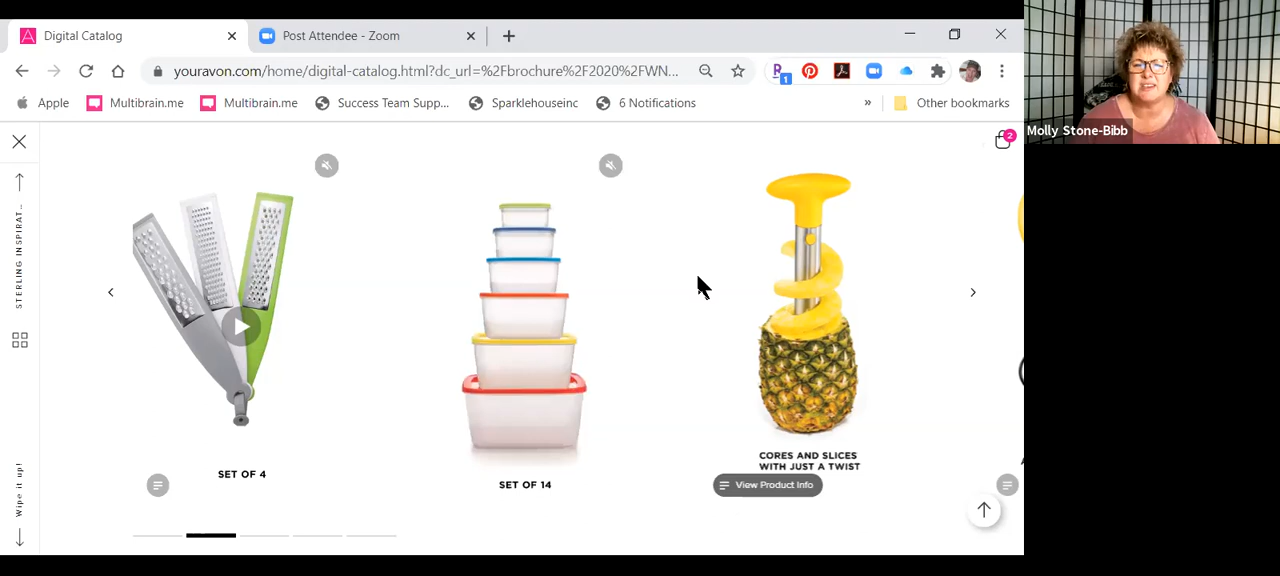 Digital Catalog
Post Attendee - Zoom
youravon.com/home/digital-catalog.html?dc_url=%2Fbrochure%2F2020%2FWN...
1
Apple
Multibrain.me
Multibrain.me
Success Team Supp...
Sparklehouseinc
6 Notifications
»
Other bookmarks
Molly Stone-Bibb
2
STERLING INSPIRAT...
Wipe it up!
SET OF 4
SET OF 14
CORES AND SLICES
WITH JUST A TWIST
View Product Info